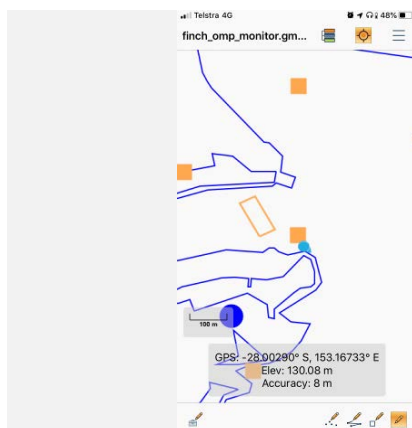 Telstra 4G 48%
finch_omp_monitor.gm...
100 m
GPS: -28.00290° S, 153.16733° E
Elev: 130.08 m
Accuracy: 8 m